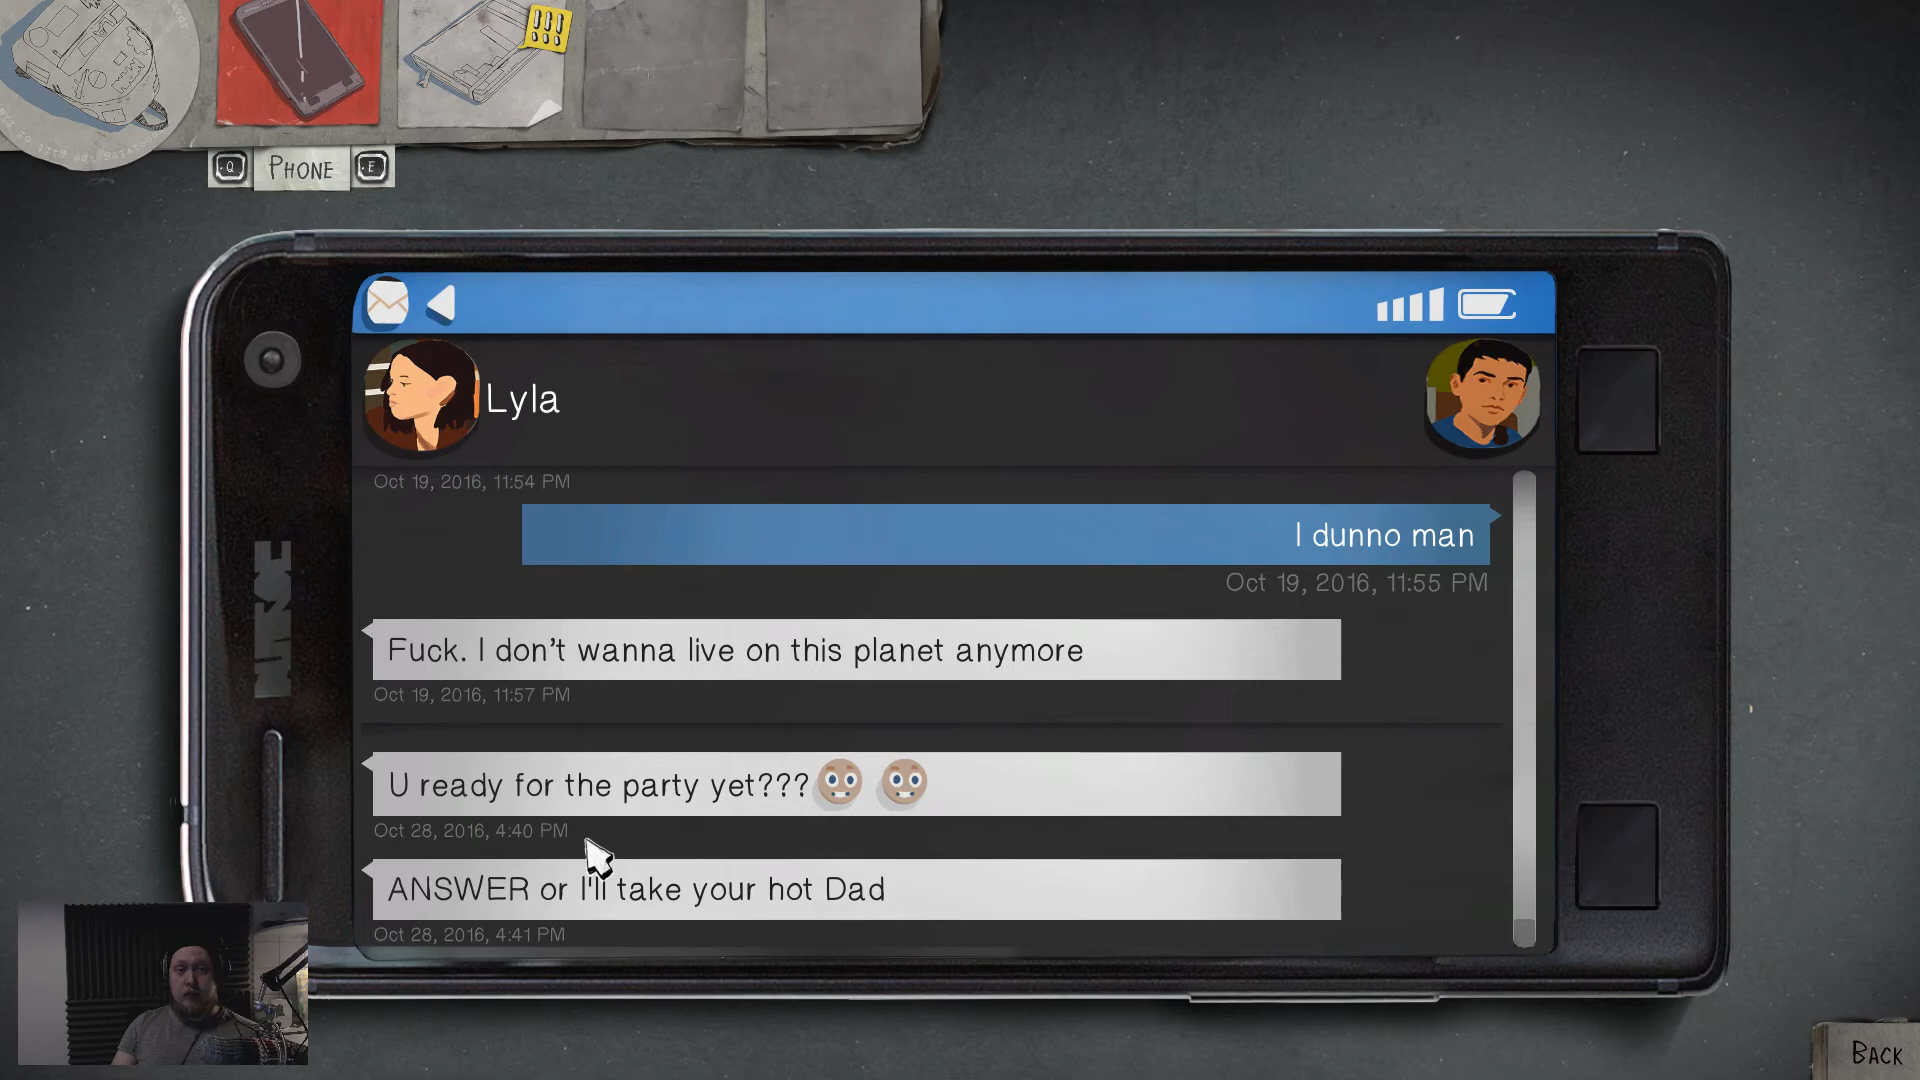 Q PHONE E
Lyla
Oct 19, 2016, 11:54 PM
I dunno man
Oct 19, 2016, 11:55 PM
Fuck. I don't wanna live on this planet anymore
Oct 19, 2016, 11:57 PM
U ready for the party yet???
Oct 28, 2016, 4:40 PM
ANSWER or I'll take your hot Dad
Oct 28, 2016, 4:41 PM
BACK